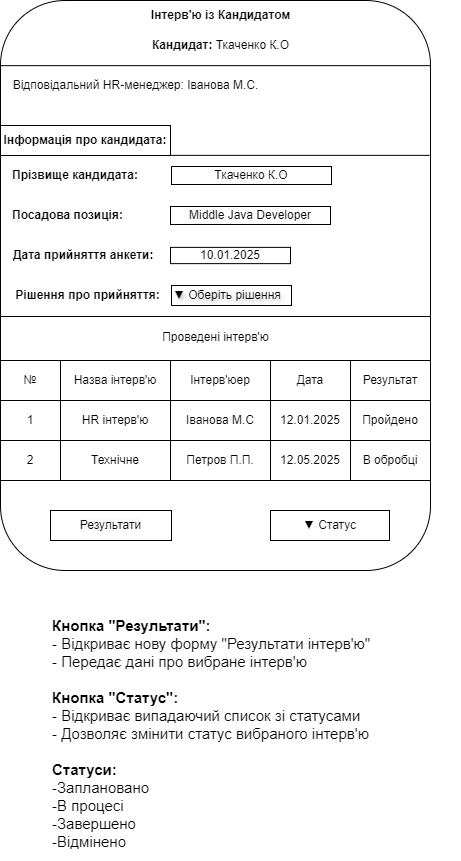 Інтерв'ю із Кандидатом
Кандидат: Ткаченко К.О
Відповідальний HR-менеджер: Іванова М.С.
Інформація про кандидата:
Прізвище кандидата: Ткаченко К.О
Посадова позиція: Middle Java Developer
Дата прийняття анкети: 10.01.2025
Рішення про прийняття: ▼ Оберіть рішення
Проведені інтерв'ю
№ Назва інтерв'ю Інтерв'юер Дата Результат
1 HR інтерв'ю Іванова М.С 12.01.2025 Пройдено
2 Технічне Петров П.П. 12.05.2025 В обробці
Результати ▼ Статус
Кнопка "Результати":
- Відкриває нову форму "Результати інтерв'ю"
- Передає дані про вибране інтерв'ю
Кнопка "Статус":
- Відкриває випадаючий список зі статусами
- Дозволяє змінити статус вибраного інтерв'ю
Статуси:
-Заплановано
-В процесі
-Завершено
-Відмінено